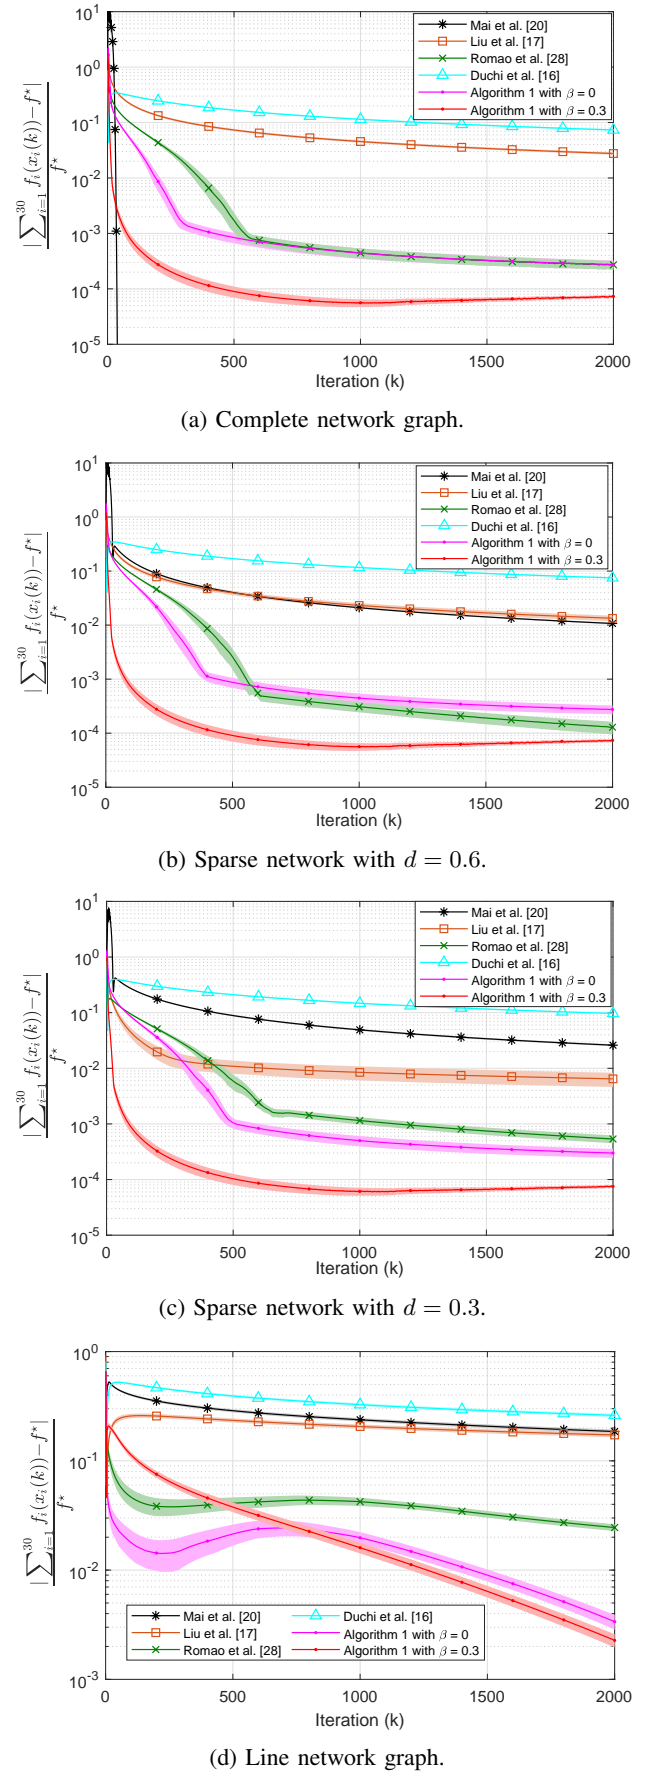 10^1
10^0
10^-1
10^-2
10^-3
10^-4
10^-5
|∑_{i=1}^{30} f_i(x_i(k))−f^⋆|
f^⋆
Mai et al. [20]
Liu et al. [17]
Romao et al. [28]
Duchi et al. [16]
Algorithm 1 with β = 0
Algorithm 1 with β = 0.3
0 500 1000 1500 2000
Iteration (k)
(a) Complete network graph.
10^1
10^0
10^-1
10^-2
10^-3
10^-4
10^-5
|∑_{i=1}^{30} f_i(x_i(k))−f^⋆|
f^⋆
Mai et al. [20]
Liu et al. [17]
Romao et al. [28]
Duchi et al. [16]
Algorithm 1 with β = 0
Algorithm 1 with β = 0.3
0 500 1000 1500 2000
Iteration (k)
(b) Sparse network with d = 0.6.
10^1
10^0
10^-1
10^-2
10^-3
10^-4
10^-5
|∑_{i=1}^{30} f_i(x_i(k))−f^⋆|
f^⋆
Mai et al. [20]
Liu et al. [17]
Romao et al. [28]
Duchi et al. [16]
Algorithm 1 with β = 0
Algorithm 1 with β = 0.3
0 500 1000 1500 2000
Iteration (k)
(c) Sparse network with d = 0.3.
10^0
10^-1
10^-2
10^-3
|∑_{i=1}^{30} f_i(x_i(k))−f^⋆|
f^⋆
Mai et al. [20] Duchi et al. [16]
Liu et al. [17] Algorithm 1 with β = 0
Romao et al. [28] Algorithm 1 with β = 0.3
0 500 1000 1500 2000
Iteration (k)
(d) Line network graph.